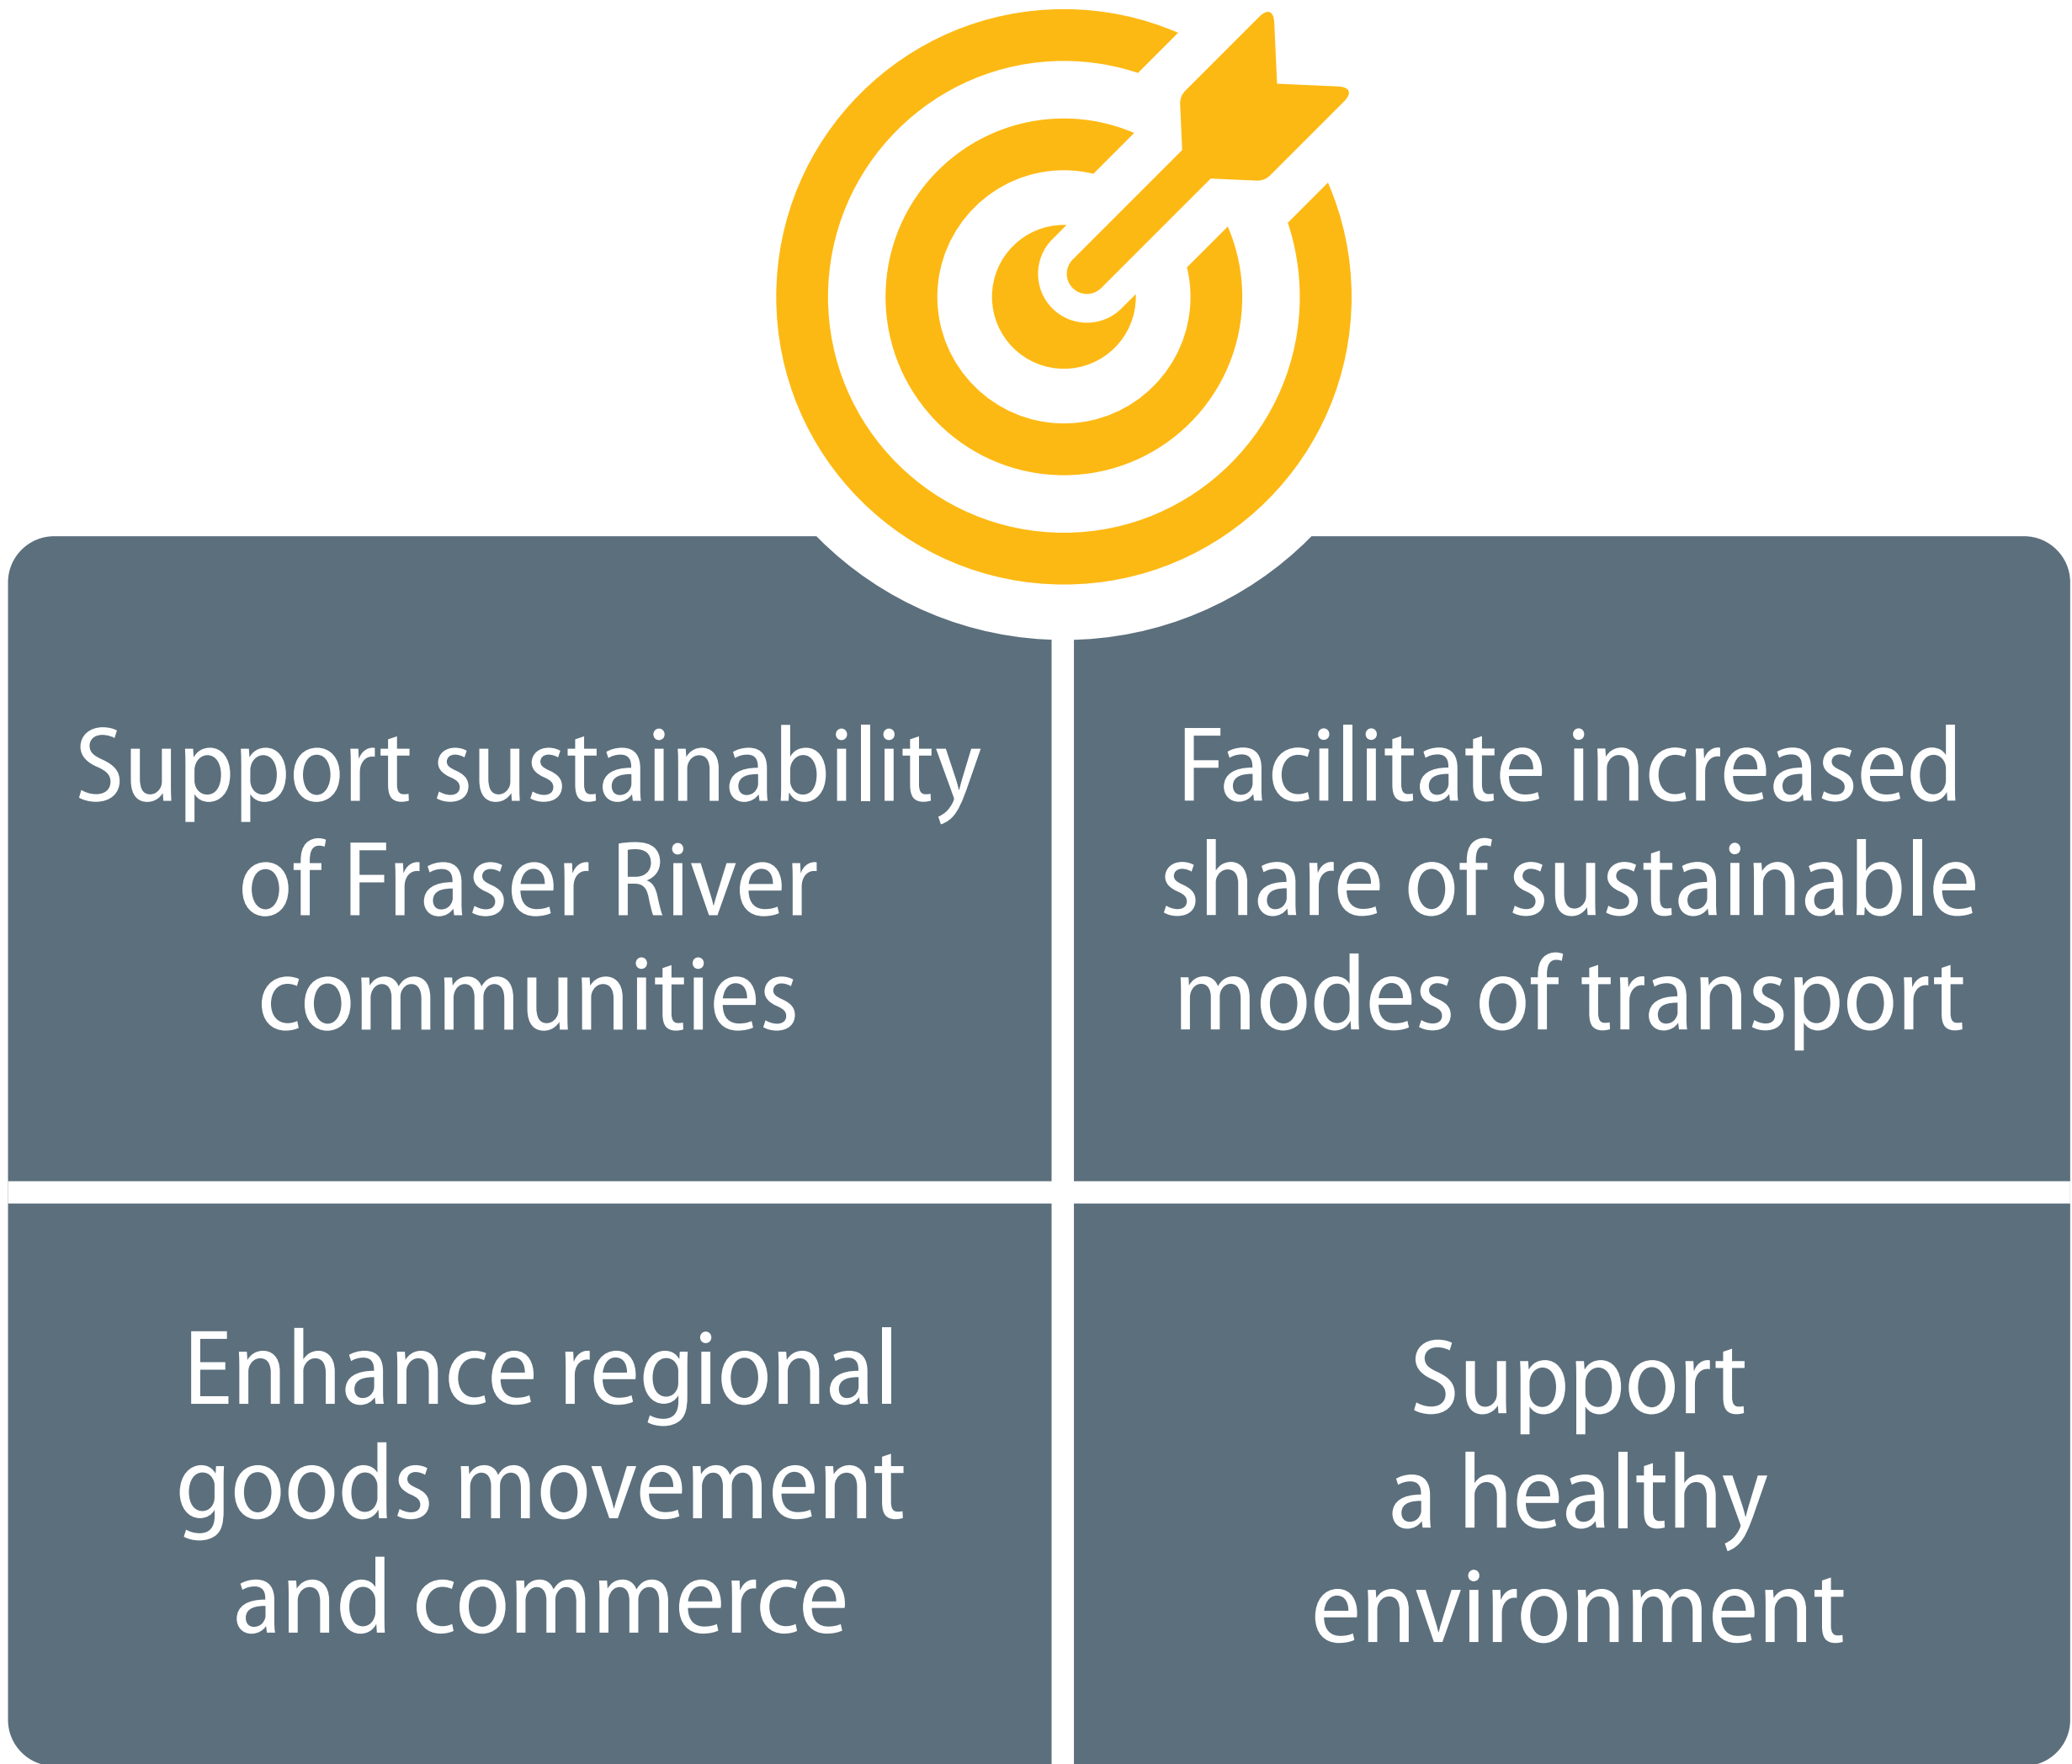 Support sustainability
of Fraser River
communities
Facilitate increased
share of sustainable
modes of transport
Enhance regional
goods movement
and commerce
Support
a healthy
environment